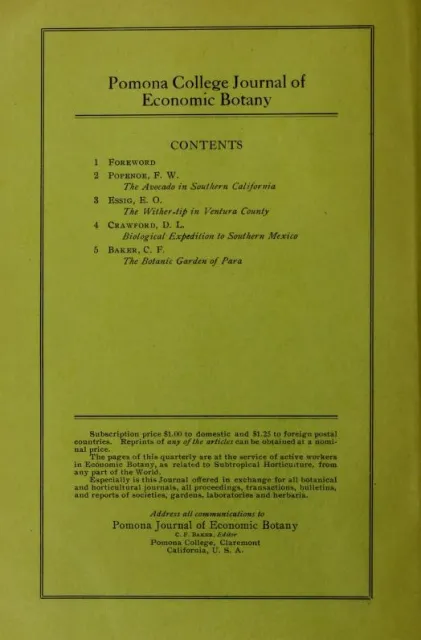 Pomona College Journal of
Economic Botany
CONTENTS
1 FOREWORD
2 POPENOE, F. W.
The Avocado in Southern California
3 ESSIG, E. O.
The Wither-tip in Ventura County
4 CRAWFORD, D. L.
Biological Expedition to Southern Mexico
5 BAKER, C. F.
The Botanic Garden of Para
Subscription price $1.00 to domestic and $1.25 to foreign postal
countries. Reprints of any of the articles can be obtained at a nomi-
nal price.
The pages of this quarterly are at the service of active workers
in Economic Botany, as related to Subtropical Horticulture, from
any part of the World.
Especially is this Journal offered in exchange for all botanical
and horticultural journals, all proceedings, transactions, bulletins,
and reports of societies, gardens, laboratories and herbaria.
Address all communications to
Pomona Journal of Economic Botany
C. F. BAKER, Editor
Pomona College, Claremont
California, U. S. A.